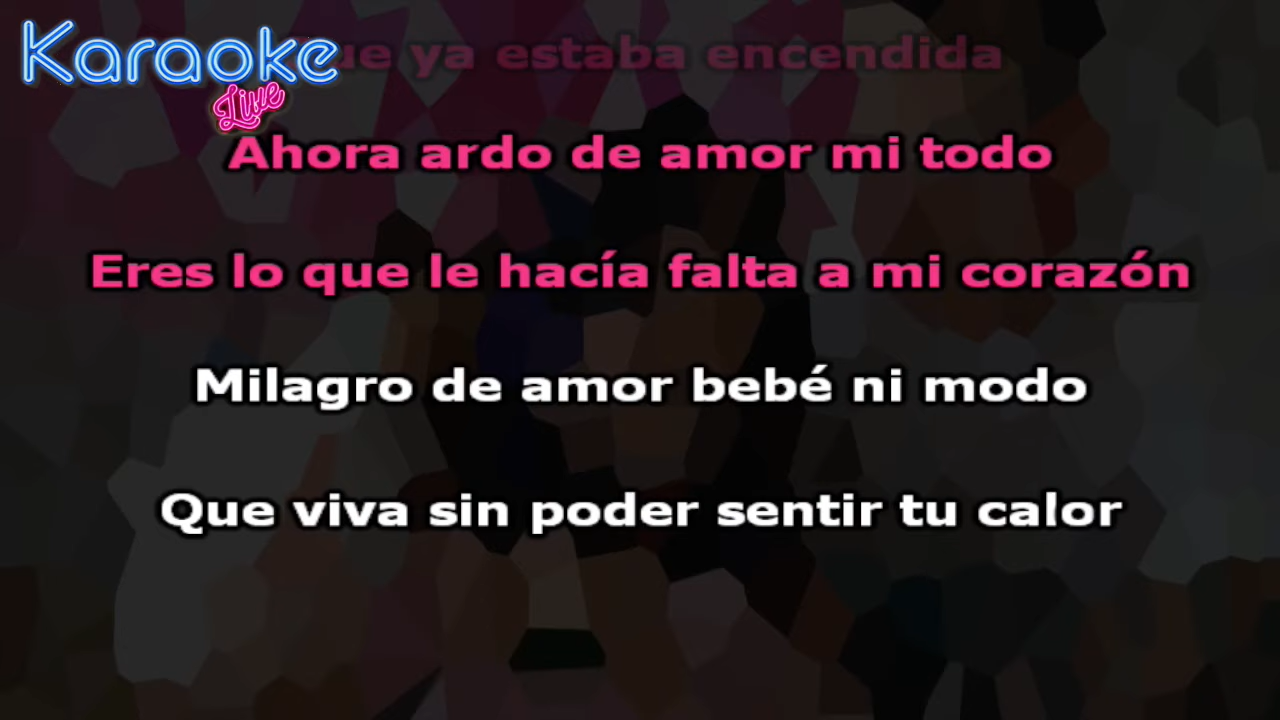 Karaoke
Live
ue ya estaba encendida
Ahora ardo de amor mi todo
Eres lo que le hacía falta a mi corazón
Milagro de amor bebé ni modo
Que viva sin poder sentir tu calor